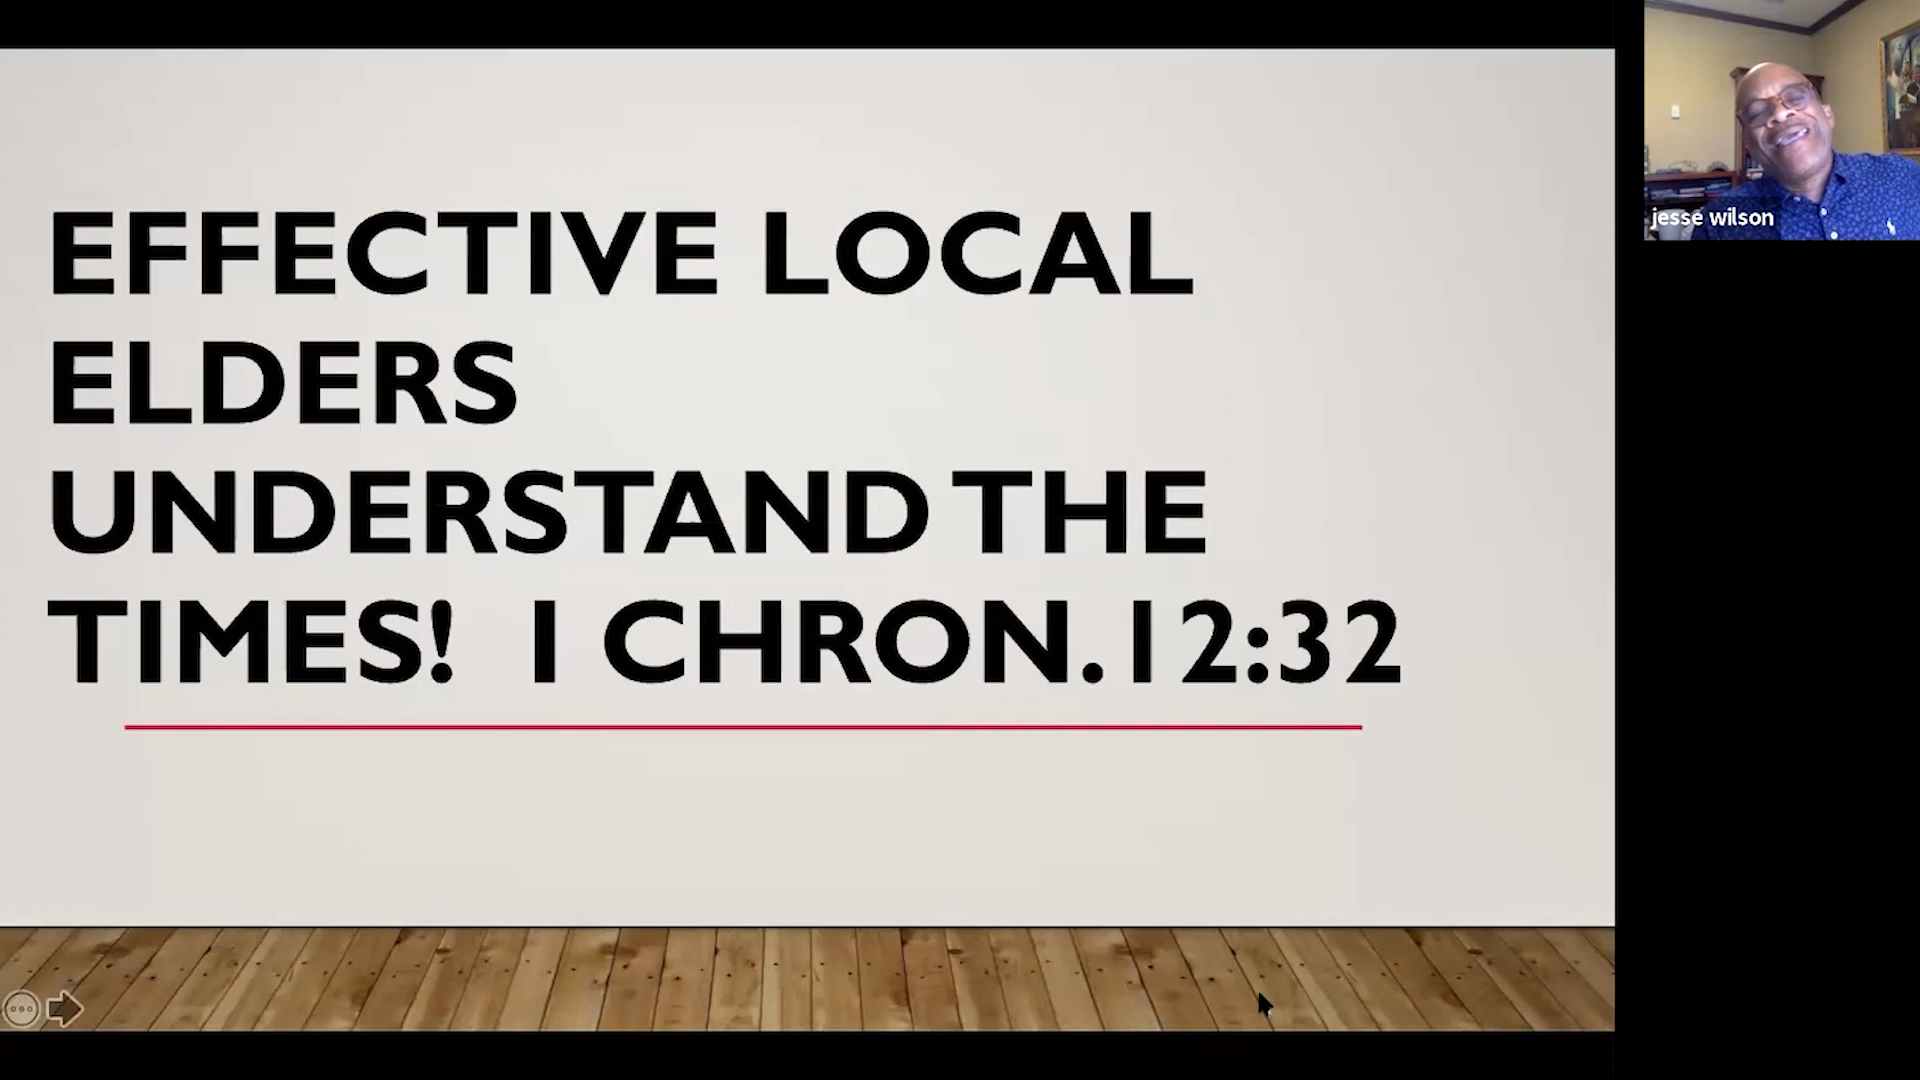 EFFECTIVE LOCAL
ELDERS
UNDERSTAND THE
TIMES! I CHRON.12:32
jesse wilson